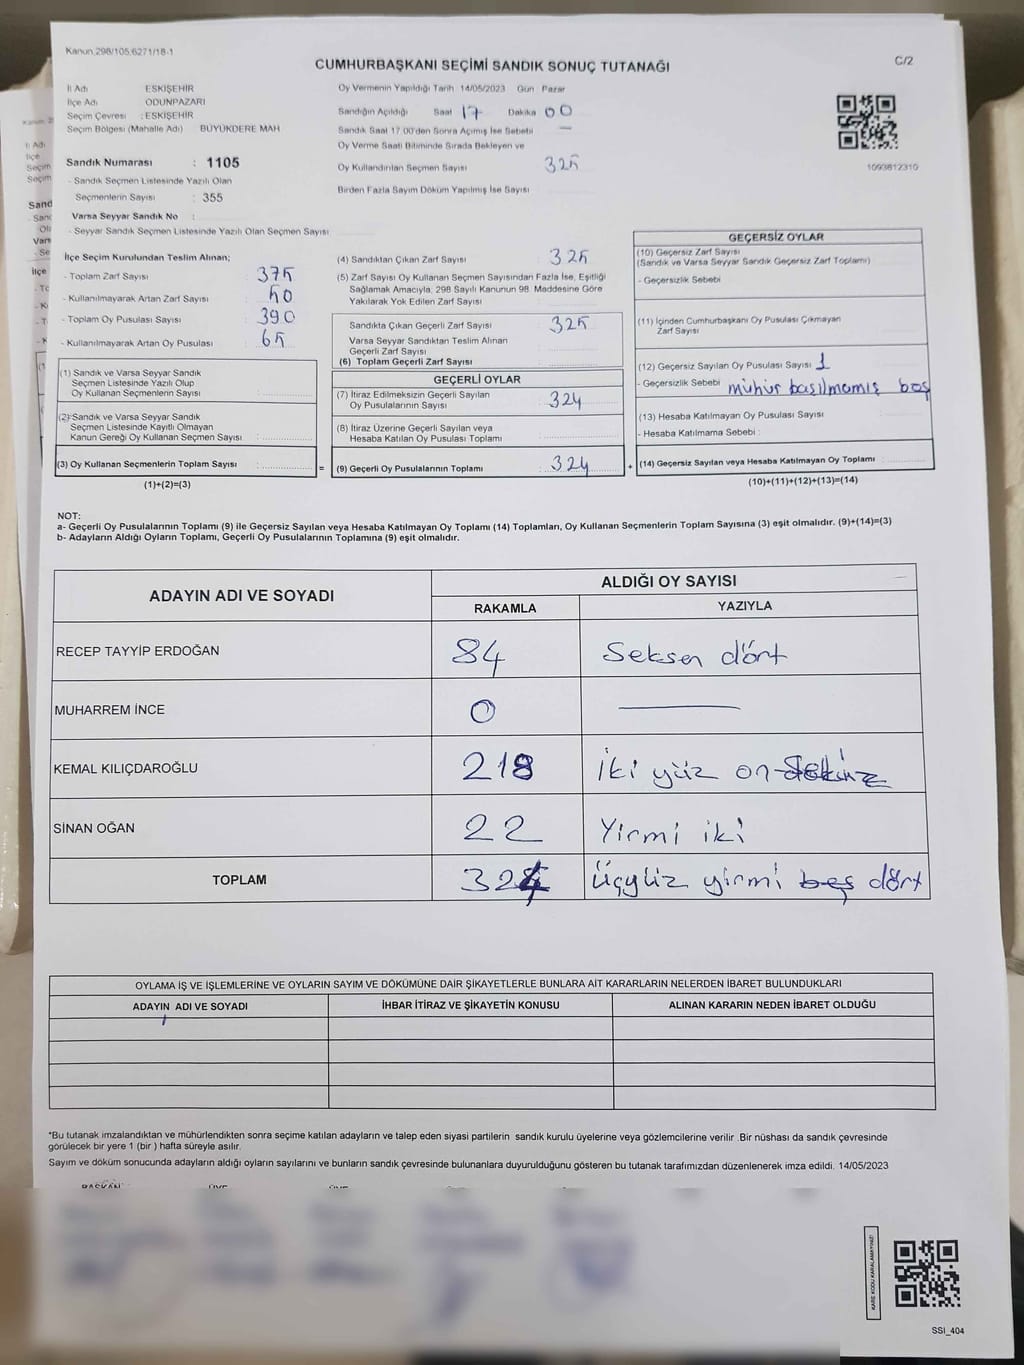 Kanun.298/105.6271/18-1
CUMHURBAŞKANI SEÇİMİ SANDIK SONUÇ TUTANAĞI
C/2
İl Adı ESKİŞEHİR
İlçe Adı ODUNPAZARI
Seçim Çevresi : ESKİŞEHİR
Seçim Bölgesi (Mahalle Adı) BÜYÜKDERE MAH
Sandık Numarası : 1105
- Sandık Seçmen Listesinde Yazılı Olan
Seçmenlerin Sayısı : 355
Varsa Seyyar Sandık No :
- Seyyar Sandık Seçmen Listesinde Yazılı Olan Seçmen Sayısı
Oy Vermenin Yapıldığı Tarih 14/05/2023 Gün Pazar
Sandığın Açıldığı Saat 17 Dakika 00
Sandık Saat 17.00'den Sonra Açmış İse Sebebi —
Oy Verme Saati Bitiminde Sırada Bekleyen ve
Oy Kullandırılan Seçmen Sayısı 325
Birden Fazla Sayım Döküm Yapılmış İse Sayısı
1093812310
İlçe Seçim Kurulundan Teslim Alınan;
- Toplam Zarf Sayısı 375
- Kullanılmayarak Artan Zarf Sayısı 50
- Toplam Oy Pusulası Sayısı 390
- Kullanılmayarak Artan Oy Pusulası 65
(1) Sandık ve Varsa Seyyar Sandık
Seçmen Listesinde Yazılı Olup
Oy Kullanan Seçmenlerin Sayısı :
(2) Sandık ve Varsa Seyyar Sandık
Seçmen Listesinde Kayıtlı Olmayan
Kanun Gereği Oy Kullanan Seçmen Sayısı :
(3) Oy Kullanan Seçmenlerin Toplam Sayısı : =
(1)+(2)=(3)
(4) Sandıktan Çıkan Zarf Sayısı 325
(5) Zarf Sayısı Oy Kullanan Seçmen Sayısından Fazla İse, Eşitliği
Sağlamak Amacıyla, 298 Sayılı Kanunun 98. Maddesine Göre
Yakılarak Yok Edilen Zarf Sayısı :
Sandıkta Çıkan Geçerli Zarf Sayısı 325
Varsa Seyyar Sandıktan Teslim Alınan
Geçerli Zarf Sayısı
(6) Toplam Geçerli Zarf Sayısı
GEÇERLİ OYLAR
(7) İtiraz Edilmeksizin Geçerli Sayılan
Oy Pusulalarının Sayısı 324
(8) İtiraz Üzerine Geçerli Sayılan veya
Hesaba Katılan Oy Pusulası Toplamı
(9) Geçerli Oy Pusulalarının Toplamı 324 +
GEÇERSİZ OYLAR
(10) Geçersiz Zarf Sayısı
(Sandık ve Varsa Seyyar Sandık Geçersiz Zarf Toplamı)
- Geçersizlik Sebebi
(11) İçinden Cumhurbaşkanı Oy Pusulası Çıkmayan
Zarf Sayısı
(12) Geçersiz Sayılan Oy Pusulası Sayısı 1
- Geçersizlik Sebebi mühür basılmamış boş
(13) Hesaba Katılmayan Oy Pusulası Sayısı
- Hesaba Katılmama Sebebi :
(14) Geçersiz Sayılan veya Hesaba Katılmayan Oy Toplamı
(10)+(11)+(12)+(13)=(14)
NOT:
a- Geçerli Oy Pusulalarının Toplamı (9) ile Geçersiz Sayılan veya Hesaba Katılmayan Oy Toplamı (14) Toplamları, Oy Kullanan Seçmenlerin Toplam Sayısına (3) eşit olmalıdır. (9)+(14)=(3)
b- Adayların Aldığı Oyların Toplamı, Geçerli Oy Pusulalarının Toplamına (9) eşit olmalıdır.
ADAYIN ADI VE SOYADI ALDIĞI OY SAYISI
RAKAMLA YAZIYLA
RECEP TAYYİP ERDOĞAN 84 Seksen dört
MUHARREM İNCE 0
KEMAL KILIÇDAROĞLU 218 İki yüz on sekiz
SİNAN OĞAN 22 Yirmi iki
TOPLAM 324 Üçyüz yirmi beş dört
OYLAMA İŞ VE İŞLEMLERİNE VE OYLARIN SAYIM VE DÖKÜMÜNE DAİR ŞİKAYETLERLE BUNLARA AİT KARARLARIN NELERDEN İBARET BULUNDUKLARI
ADAYIN ADI VE SOYADI İHBAR İTİRAZ VE ŞİKAYETİN KONUSU ALINAN KARARIN NEDEN İBARET OLDUĞU
*Bu tutanak imzalandıktan ve mühürlendikten sonra seçime katılan adayların ve talep eden siyasi partilerin sandık kurulu üyelerine veya gözlemcilerine verilir .Bir nüshası da sandık çevresinde
görülecek bir yere 1 (bir ) hafta süreyle asılır.
Sayım ve döküm sonucunda adayların aldığı oyların sayılarını ve bunların sandık çevresinde bulunanlara duyurulduğunu gösteren bu tutanak tarafımızdan düzenlenerek imza edildi. 14/05/2023
BAŞKAN ÜYE ÜYE
KARE KODU KARALAMAYINIZ!
SSI_404